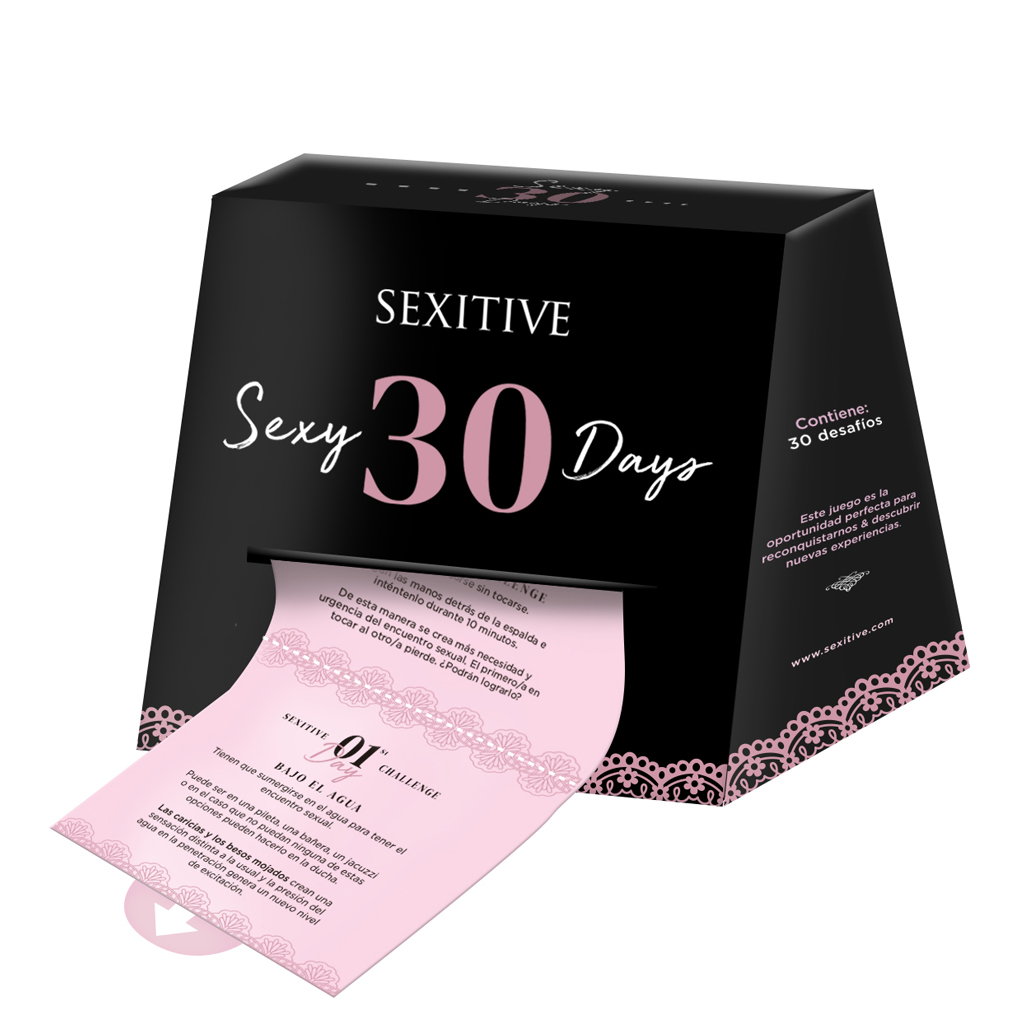 Sexy
30
Days
SEXITIVE
Sexy 30 Days
Contiene:
30 desafíos
Este juego es la
oportunidad perfecta para
reconquistarnos & descubrir
nuevas experiencias.
www.sexitive.com
las manos detrás de la espalda e
inténtenlo durante 10 minutos.
De esta manera se crea más necesidad y
urgencia del encuentro sexual. El primero/a en
tocar al otro/a pierde. ¿Podrán lograrlo?
SEXITIVE 01st CHALLENGE
Day
BAJO EL AGUA
Tienen que sumergirse en el agua para tener el
encuentro sexual.
Puede ser en una pileta, una bañera, un jacuzzi
o en el caso que no puedan ninguna de estas
opciones pueden hacerlo en la ducha.
Las caricias y los besos mojados crean una
sensación distinta a la usual y la presión del
agua en la penetración genera un nuevo nivel
de excitación.